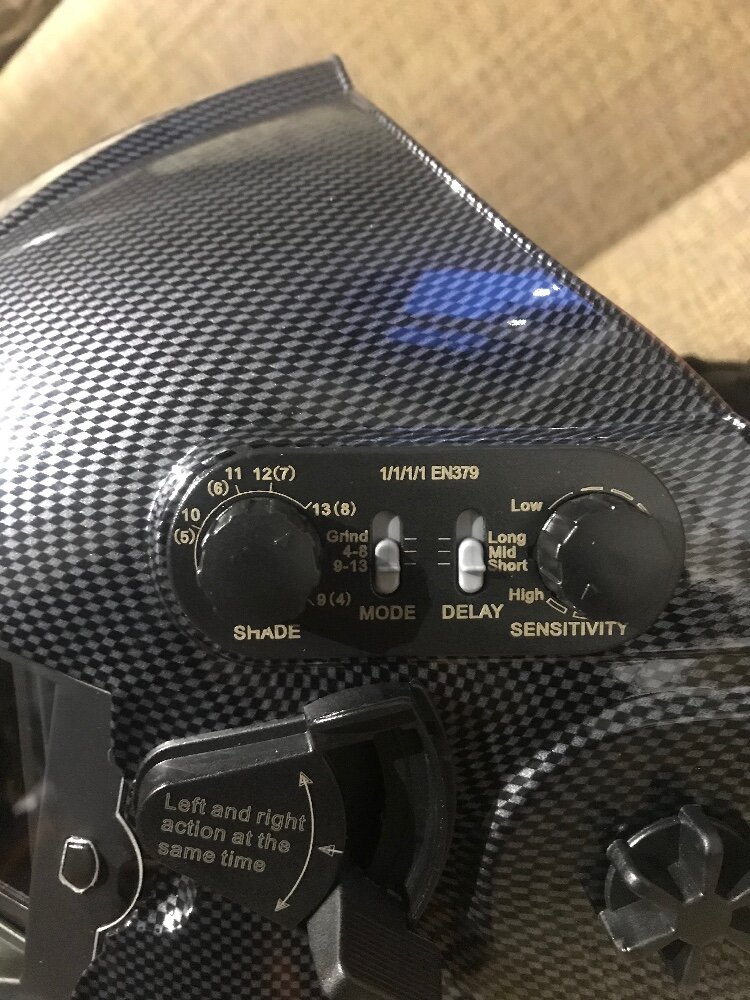 1/1/1/1 EN379
11 12(7)
(6)
10
(5)
13(8)
9(4)
SHADE
Grind
4-8
9-13
MODE
Long
Mid
Short
DELAY
Low
High
SENSITIVITY
Left and right
action at the
same time